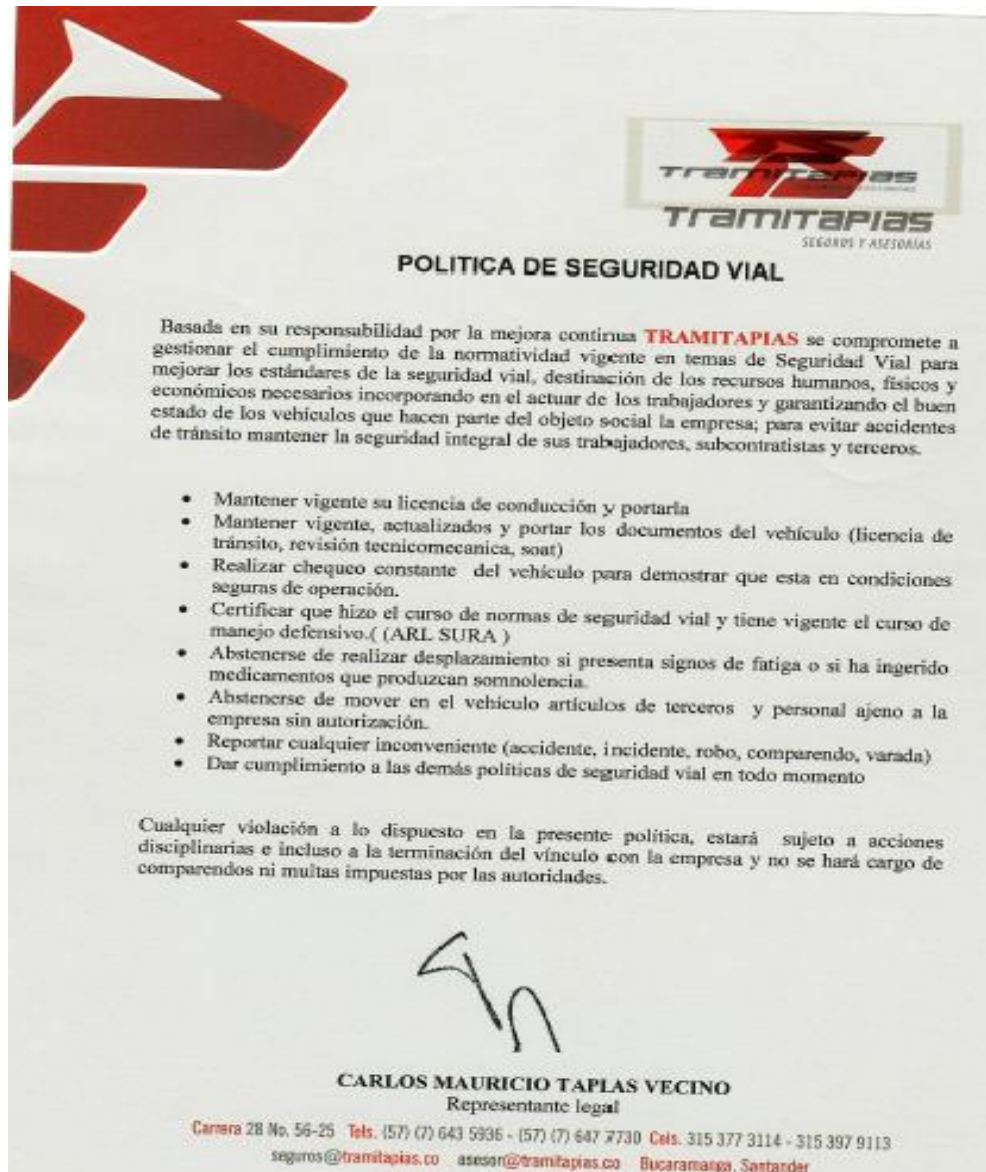 Tramitapias
Tramitapias
SEGUROS Y ASESORÍAS
POLITICA DE SEGURIDAD VIAL
Basada en su responsabilidad por la mejora continua TRAMITAPIAS se compromete a
gestionar el cumplimiento de la normatividad vigente en temas de Seguridad Vial para
mejorar los estándares de la seguridad vial, destinación de los recursos humanos, físicos y
económicos necesarios incorporando en el actuar de los trabajadores y garantizando el buen
estado de los vehículos que hacen parte del objeto social la empresa; para evitar accidentes
de tránsito mantener la seguridad integral de sus trabajadores, subcontratistas y terceros.
• Mantener vigente su licencia de conducción y portarla
• Mantener vigente, actualizados y portar los documentos del vehículo (licencia de
tránsito, revisión tecnicomecanica, soat)
• Realizar chequeo constante del vehículo para demostrar que esta en condiciones
seguras de operación.
• Certificar que hizo el curso de normas de seguridad vial y tiene vigente el curso de
manejo defensivo.( (ARL SURA )
• Abstenerse de realizar desplazamiento si presenta signos de fatiga o si ha ingerido
medicamentos que produzcan somnolencia.
• Abstenerse de mover en el vehículo artículos de terceros y personal ajeno a la
empresa sin autorización.
• Reportar cualquier inconveniente (accidente, incidente, robo, comparendo, varada)
• Dar cumplimiento a las demás políticas de seguridad vial en todo momento
Cualquier violación a lo dispuesto en la presente política, estará sujeto a acciones
disciplinarias e incluso a la terminación del vínculo con la empresa y no se hará cargo de
comparendos ni multas impuestas por las autoridades.
CARLOS MAURICIO TAPIAS VECINO
Representante legal
Carrera 28 No. 56-25 Tels. (57) (7) 643 5936 - (57) (7) 647 7730 Cels. 315 377 3114 - 315 397 9113
seguros@tramitapias.co asesor@tramitapias.co Bucaramanga, Santander